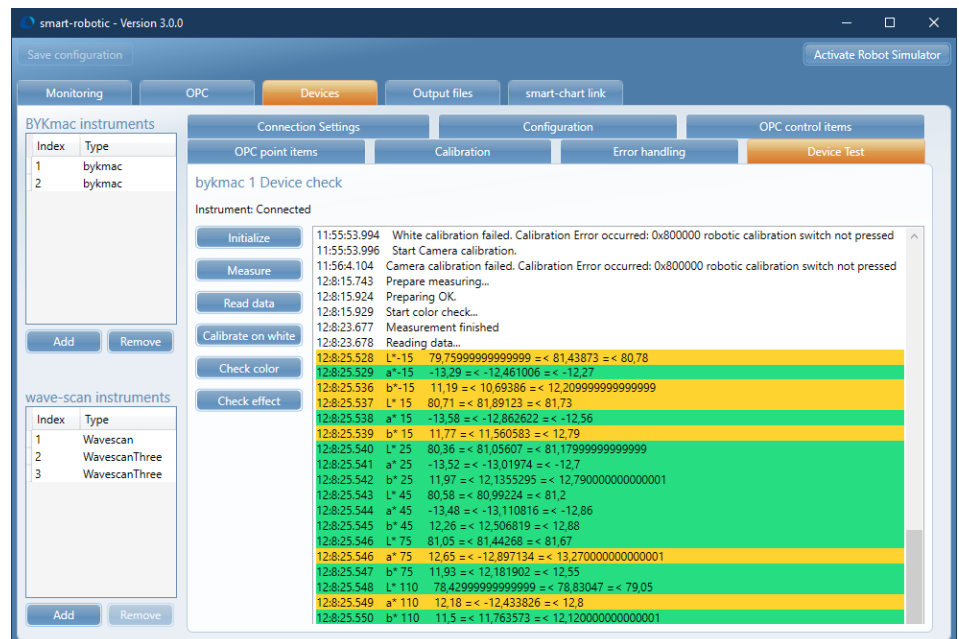 smart-robotic - Version 3.0.0
Save configuration
Activate Robot Simulator
Monitoring
OPC
Devices
Output files
smart-chart link
BYKmac instruments
Index Type
1 bykmac
2 bykmac
Add
Remove
wave-scan instruments
Index Type
1 Wavescan
2 WavescanThree
3 WavescanThree
Add
Remove
Connection Settings
Configuration
OPC control items
OPC point items
Calibration
Error handling
Device Test
bykmac 1 Device check
Instrument: Connected
Initialize
Measure
Read data
Calibrate on white
Check color
Check effect
11:55:53.994 White calibration failed. Calibration Error occurred: 0x800000 robotic calibration switch not pressed
11:55:53.996 Start Camera calibration.
11:56:4.104 Camera calibration failed. Calibration Error occurred: 0x800000 robotic calibration switch not pressed
12:8:15.743 Prepare measuring...
12:8:15.924 Preparing OK.
12:8:15.929 Start color check...
12:8:23.677 Measurement finished
12:8:23.678 Reading data...
12:8:25.528 L*-15 79,75999999999999 =< 81,43873 =< 80,78
12:8:25.529 a*-15 -13,29 =< -12,461006 =< -12,27
12:8:25.536 b*-15 11,19 =< 10,69386 =< 12,209999999999999
12:8:25.537 L* 15 80,71 =< 81,89123 =< 81,73
12:8:25.538 a* 15 -13,58 =< -12,862622 =< -12,56
12:8:25.539 b* 15 11,77 =< 11,560583 =< 12,79
12:8:25.540 L* 25 80,36 =< 81,05607 =< 81,17999999999999
12:8:25.541 a* 25 -13,52 =< -13,01974 =< -12,7
12:8:25.542 b* 25 11,97 =< 12,1355295 =< 12,790000000000001
12:8:25.543 L* 45 80,58 =< 80,99224 =< 81,2
12:8:25.544 a* 45 -13,48 =< -13,110816 =< -12,86
12:8:25.545 b* 45 12,26 =< 12,506819 =< 12,88
12:8:25.546 L* 75 81,05 =< 81,44268 =< 81,67
12:8:25.546 a* 75 12,65 =< -12,897134 =< 13,270000000000001
12:8:25.547 b* 75 11,93 =< 12,181902 =< 12,55
12:8:25.548 L* 110 78,42999999999999 =< 78,83047 =< 79,05
12:8:25.549 a* 110 12,18 =< -12,433826 =< 12,8
12:8:25.550 b* 110 11,5 =< 11,763573 =< 12,120000000000001